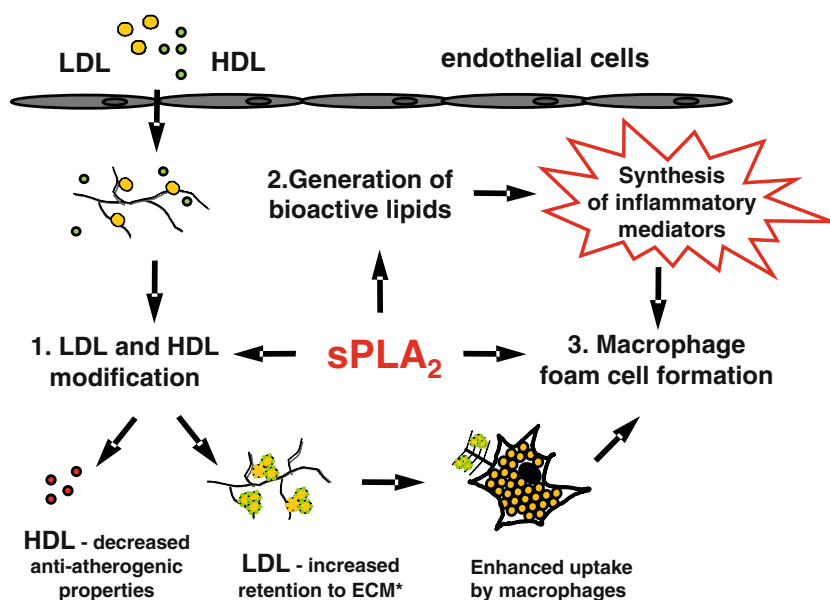 LDL HDL endothelial cells
2.Generation of
bioactive lipids
Synthesis
of inflammatory
mediators
1. LDL and HDL
modification
sPLA₂
3. Macrophage
foam cell formation
HDL - decreased
anti-atherogenic
properties
LDL - increased
retention to ECM*
Enhanced uptake
by macrophages